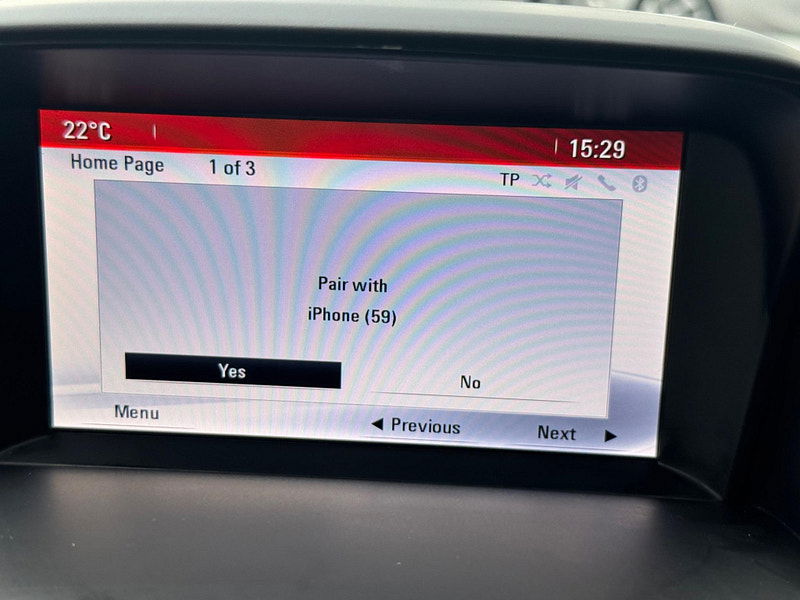 22°C 15:29
Home Page 1 of 3 TP
Pair with
iPhone (59)
Yes No
Menu ◀ Previous Next ▶